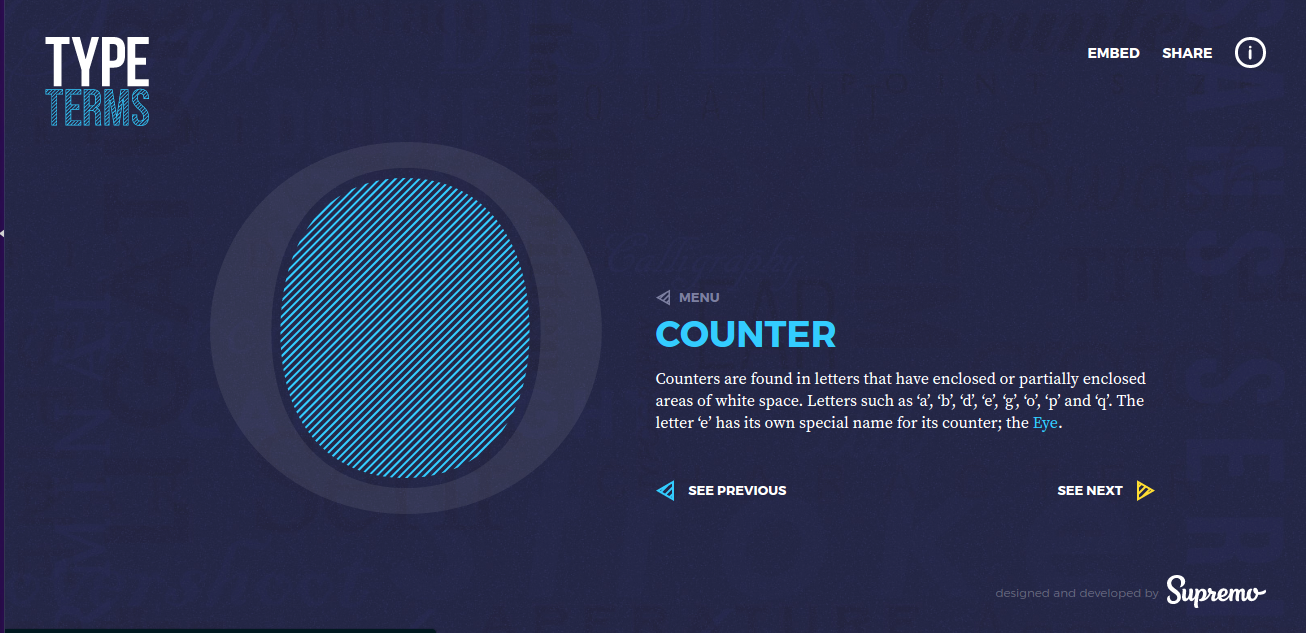 TYPE
TERMS
EMBED SHARE i
MENU
COUNTER
Counters are found in letters that have enclosed or partially enclosed
areas of white space. Letters such as ‘a’, ‘b’, ‘d’, ‘e’, ‘g’, ‘o’, ‘p’ and ‘q’. The
letter ‘e’ has its own special name for its counter; the Eye.
SEE PREVIOUS SEE NEXT
designed and developed by Supremo
Calligraphy